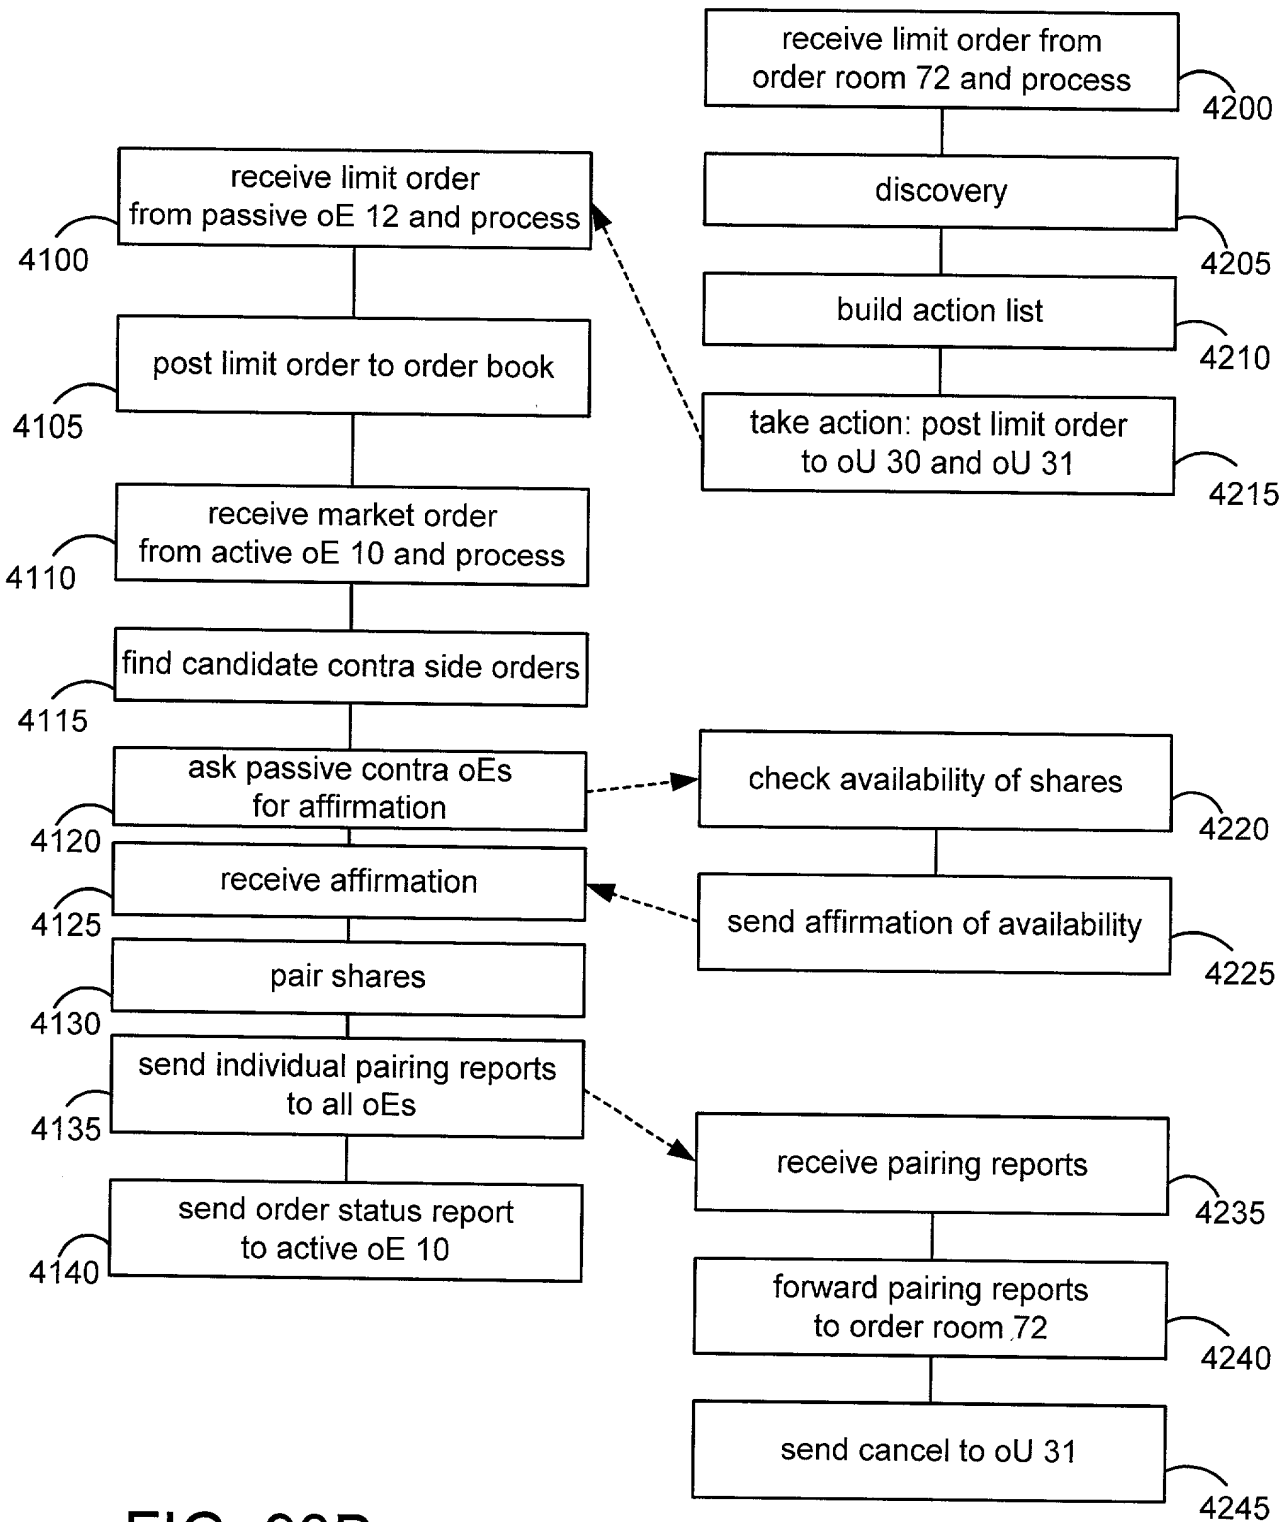 receive limit order from
order room 72 and process
4200
discovery
4205
build action list
4210
take action: post limit order
to oU 30 and oU 31
4215
receive limit order
from passive oE 12 and process
4100
post limit order to order book
4105
receive market order
from active oE 10 and process
4110
find candidate contra side orders
4115
ask passive contra oEs
for affirmation
4120
check availability of shares
4220
receive affirmation
4125
send affirmation of availability
4225
pair shares
4130
send individual pairing reports
to all oEs
4135
receive pairing reports
4235
send order status report
to active oE 10
4140
forward pairing reports
to order room 72
4240
send cancel to oU 31
4245